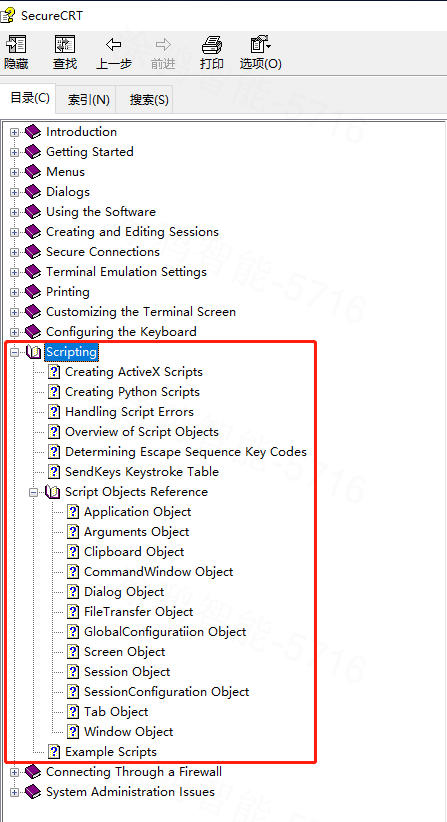 SecureCRT
隐藏 查找 上一步 前进 打印 选项(O)
目录(C) 索引(N) 搜索(S)
Introduction
Getting Started
Menus
Dialogs
Using the Software
Creating and Editing Sessions
Secure Connections
Terminal Emulation Settings
Printing
Customizing the Terminal Screen
Configuring the Keyboard
Scripting
Creating ActiveX Scripts
Creating Python Scripts
Handling Script Errors
Overview of Script Objects
Determining Escape Sequence Key Codes
SendKeys Keystroke Table
Script Objects Reference
Application Object
Arguments Object
Clipboard Object
CommandWindow Object
Dialog Object
FileTransfer Object
GlobalConfiguratiion Object
Screen Object
Session Object
SessionConfiguration Object
Tab Object
Window Object
Example Scripts
Connecting Through a Firewall
System Administration Issues